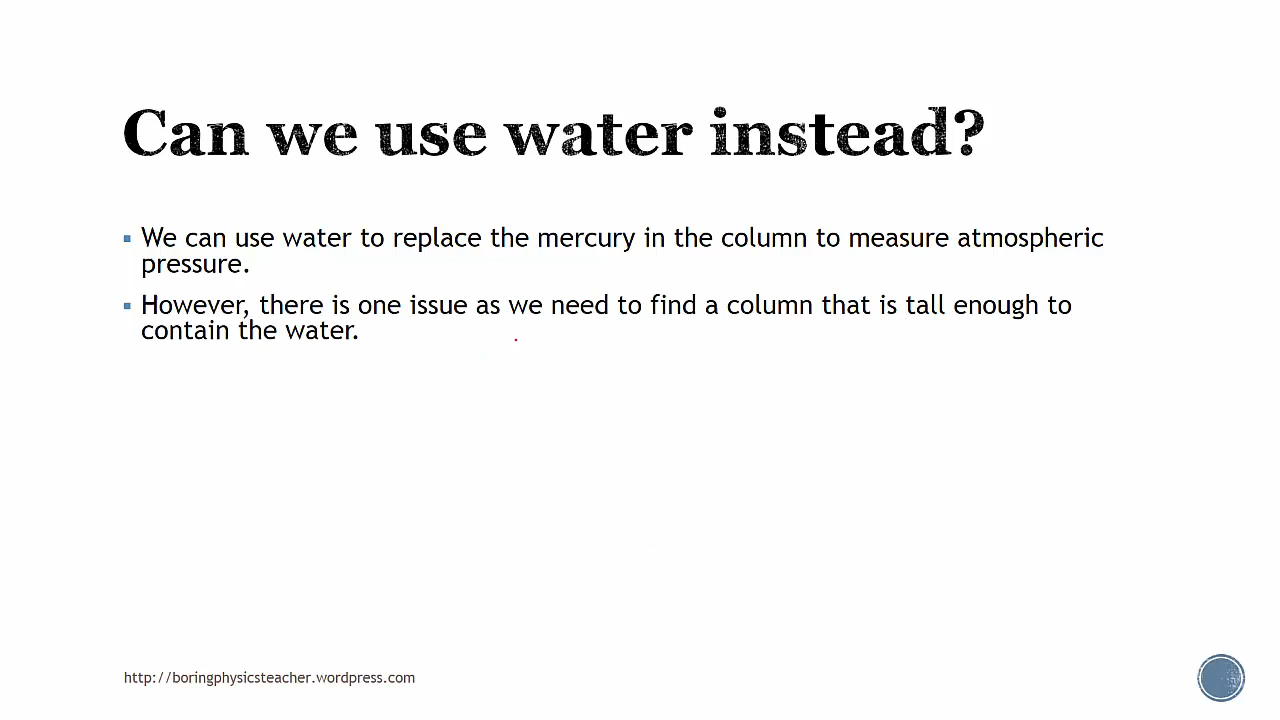 Can we use water instead?
We can use water to replace the mercury in the column to measure atmospheric
pressure.
However, there is one issue as we need to find a column that is tall enough to
contain the water.
http://boringphysicsteacher.wordpress.com